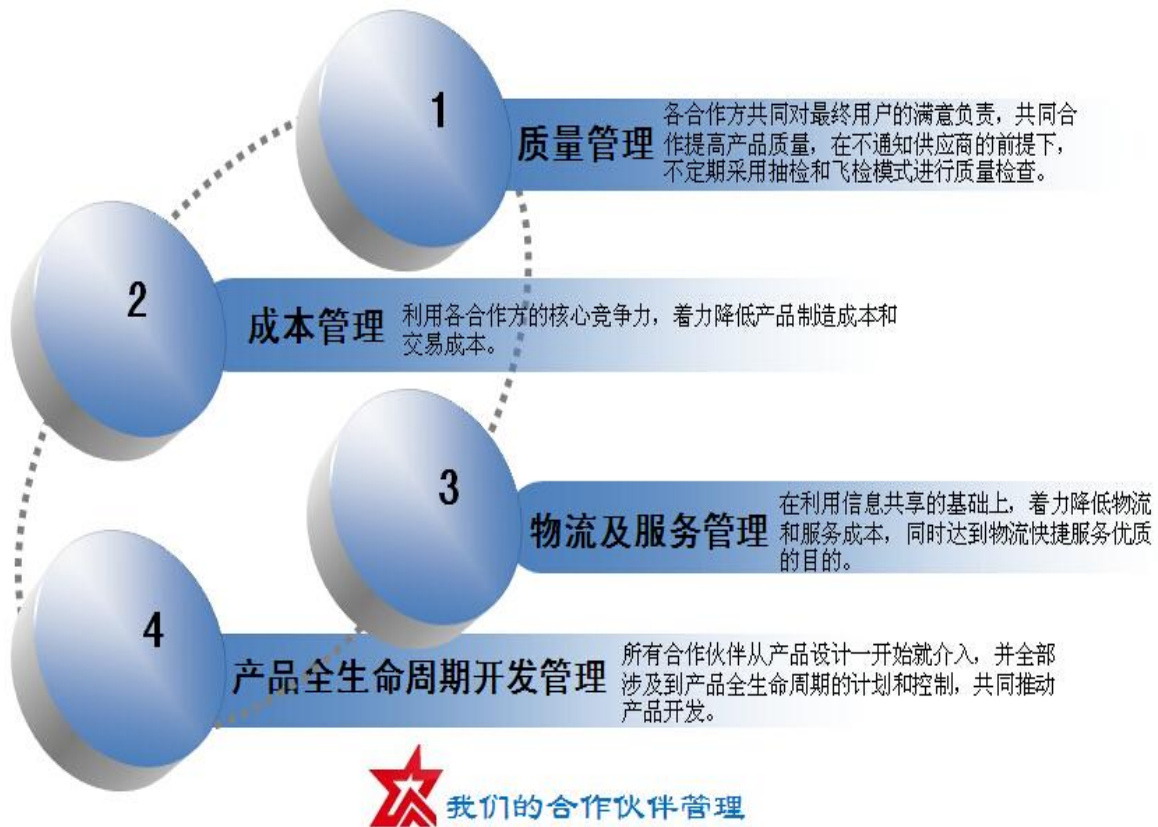 1
质量管理
各合作方共同对最终用户的满意负责，共同合
作提高产品质量，在不通知供应商的前提下，
不定期采用抽检和飞检模式进行质量检查。
2
成本管理
利用各合作方的核心竞争力，着力降低产品制造成本和
交易成本。
3
物流及服务管理
在利用信息共享的基础上，着力降低物流
和服务成本，同时达到物流快捷服务优质
的目的。
4
产品全生命周期开发管理
所有合作伙伴从产品设计一开始就介入，并全部
涉及到产品全生命周期的计划和控制，共同推动
产品开发。
我们的合作伙伴管理